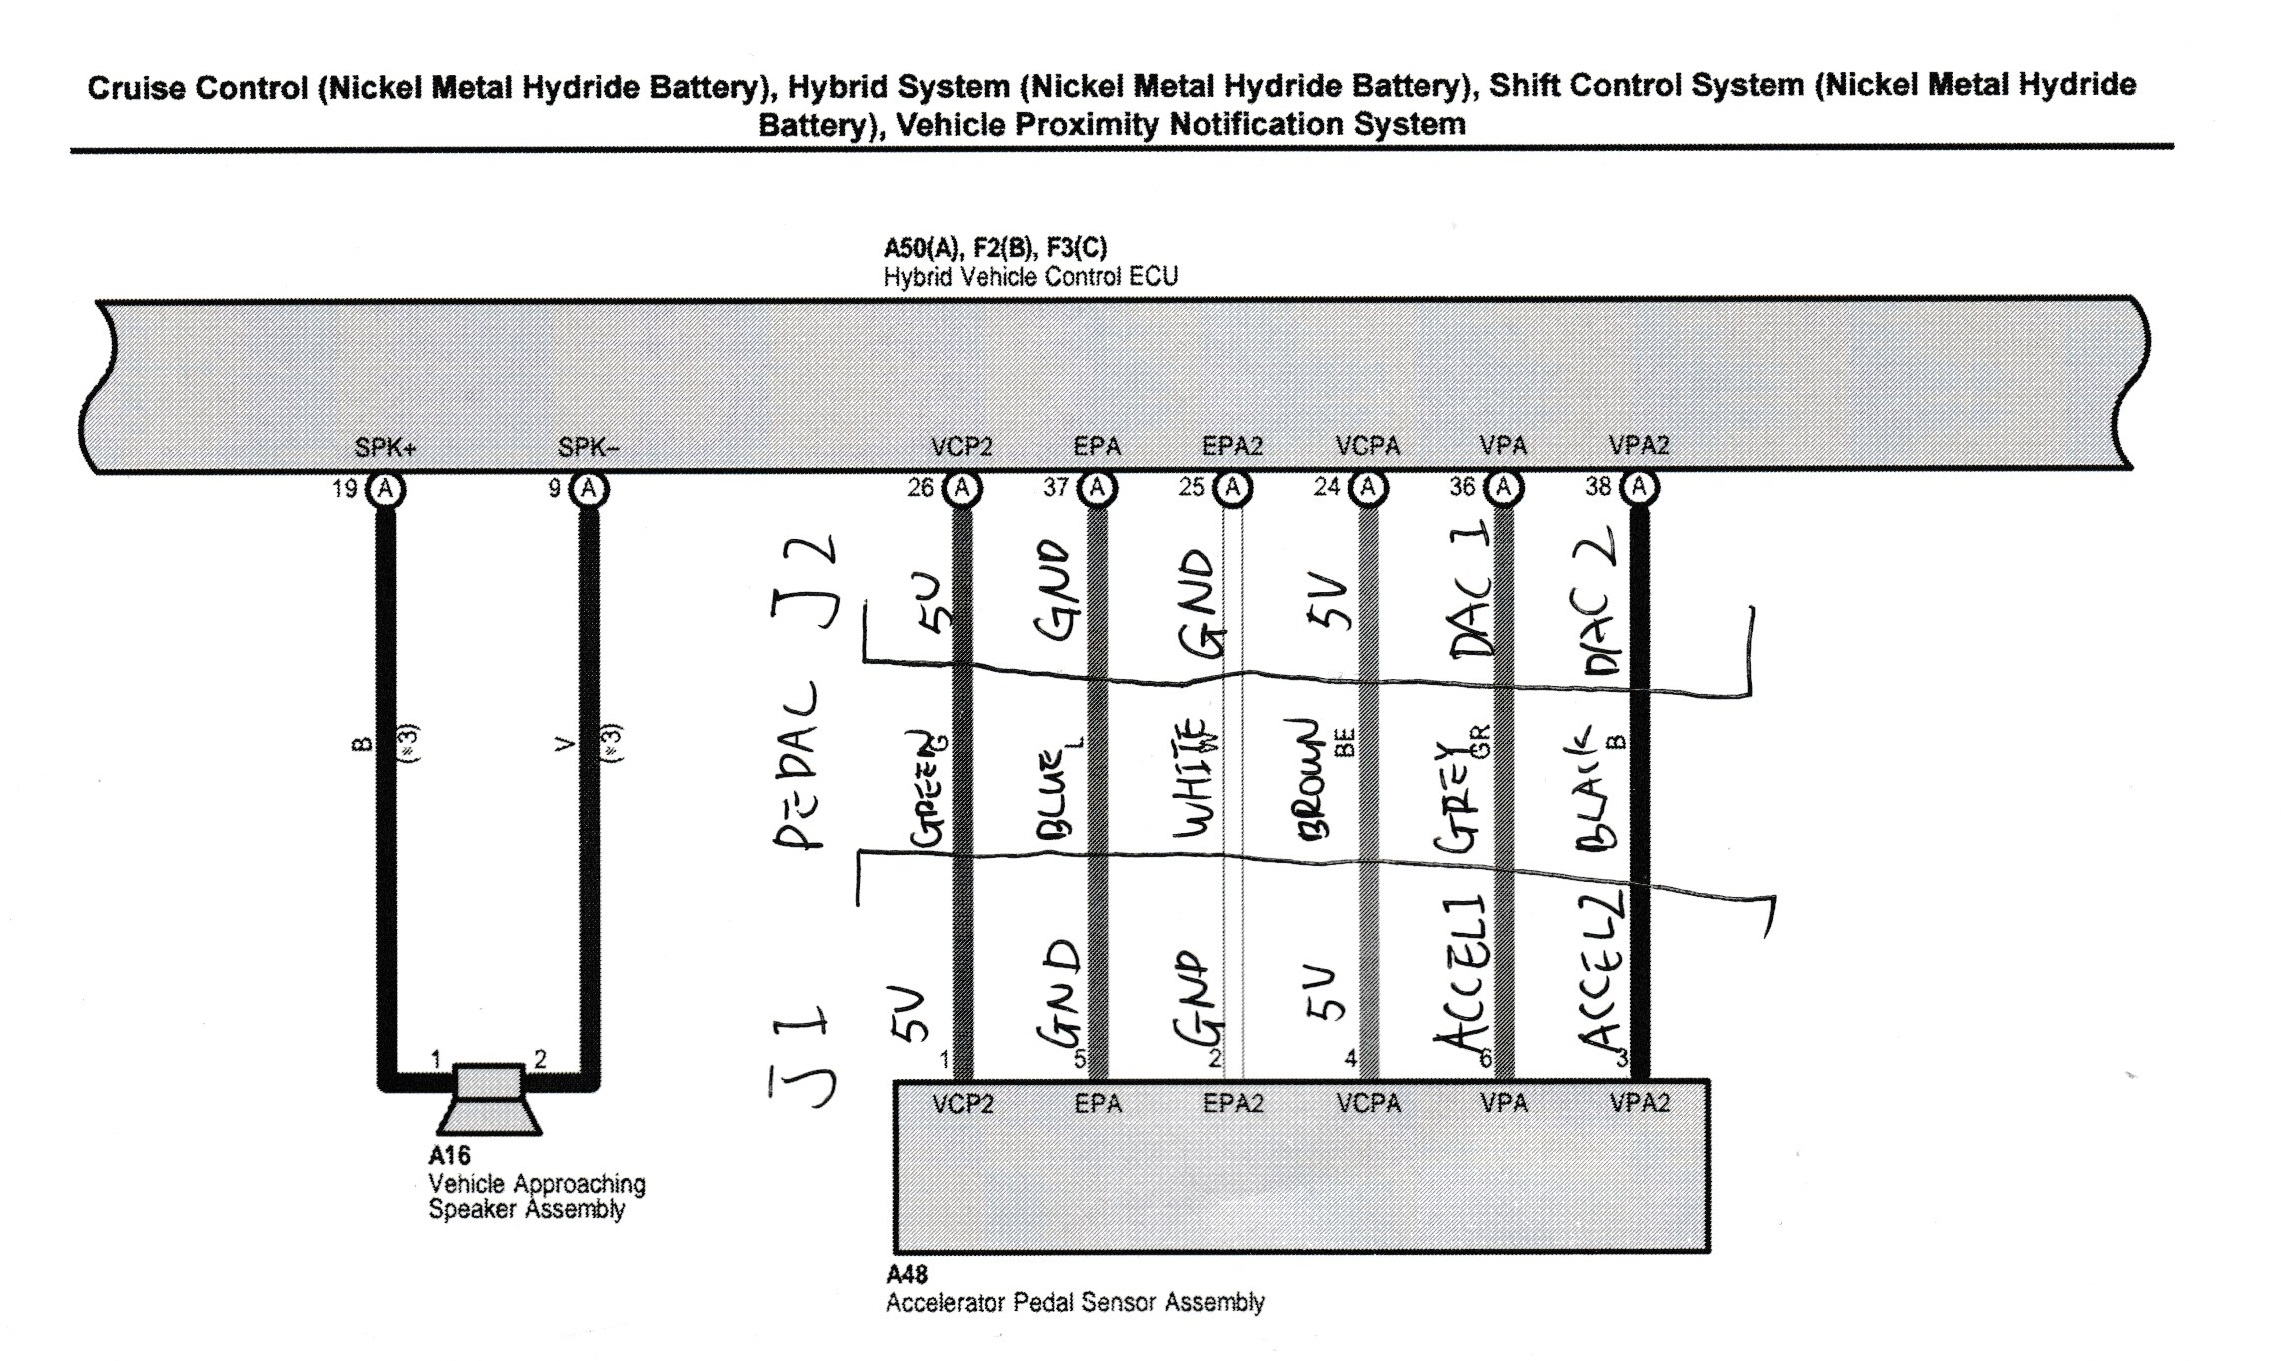 Cruise Control (Nickel Metal Hydride Battery), Hybrid System (Nickel Metal Hydride Battery), Shift Control System (Nickel Metal Hydride
Battery), Vehicle Proximity Notification System
A50(A), F2(B), F3(C)
Hybrid Vehicle Control ECU
SPK+ SPK− VCP2 EPA EPA2 VCPA VPA VPA2
19 A 9 A 26 A 37 A 25 A 24 A 36 A 38 A
J2 5V GND GND 5V DAC 1 DAC 2
B (*3) V (*3) G L W BE GR B
PEDAL GREEN BLUE WHITE BROWN GREY BLACK
J1 5V GND GND 5V ACCEL1 ACCEL2
1 2 1 5 2 4 6 3
VCP2 EPA EPA2 VCPA VPA VPA2
A16
Vehicle Approaching
Speaker Assembly
A48
Accelerator Pedal Sensor Assembly